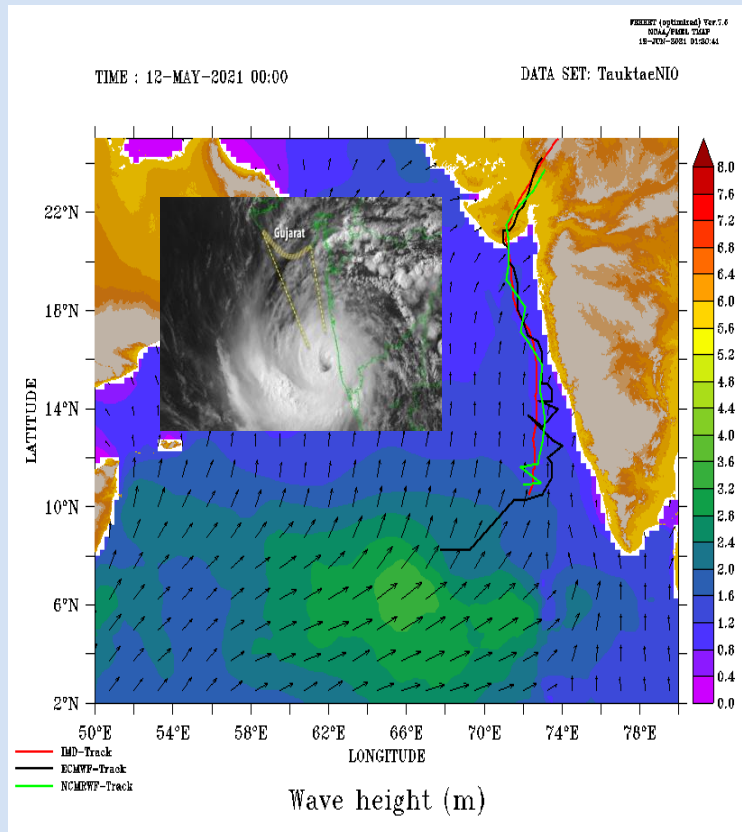 FERRET (optimized) Ver.7.6
NOAA/PMEL TMAP
TIME : 12-MAY-2021 00:00
DATA SET: TauktaeNIO
22°N
18°N
14°N
10°N
6°N
2°N
LATITUDE
Gujarat
8.0
7.6
7.2
6.8
6.4
6.0
5.6
5.2
4.8
4.4
4.0
3.6
3.2
2.8
2.4
2.0
1.6
1.2
0.8
0.4
0.0
50°E
54°E
58°E
62°E
66°E
70°E
74°E
78°E
LONGITUDE
IMD-Track
ECMWF-Track
NCMRWF-Track
Wave height (m)